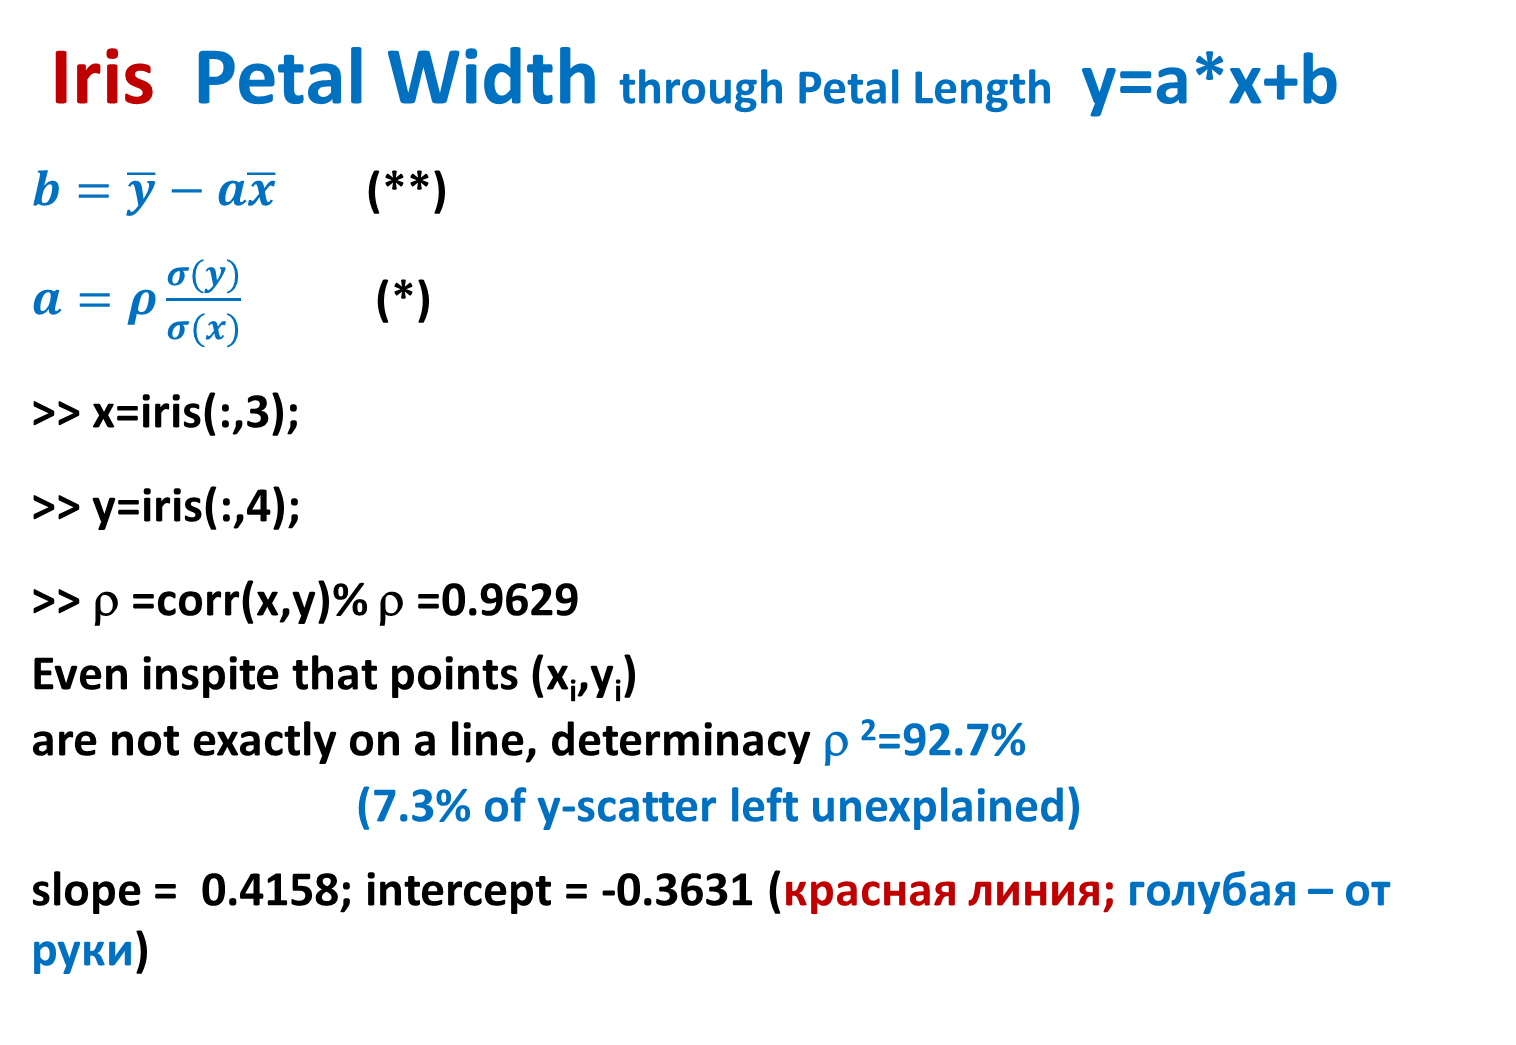 Iris Petal Width through Petal Length y=a*x+b
b = y̅ − ax̅ (**)
a = ρ σ(y)/σ(x) (*)
>> x=iris(:,3);
>> y=iris(:,4);
>> ρ =corr(x,y)% ρ =0.9629
Even inspite that points (xᵢ,yᵢ)
are not exactly on a line, determinacy ρ ²=92.7%
(7.3% of y-scatter left unexplained)
slope = 0.4158; intercept = -0.3631 (красная линия; голубая – от
руки)